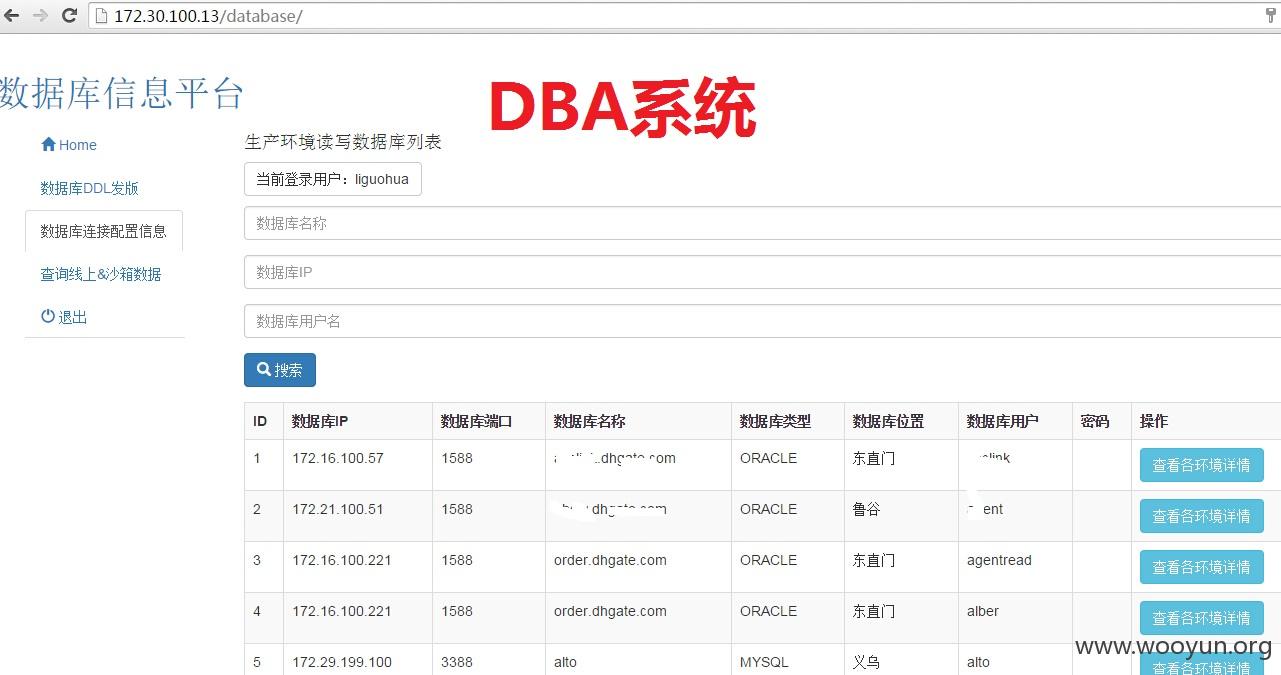 172.30.100.13/database/
数据库信息平台
DBA系统
Home
数据库DDL发版
数据库连接配置信息
查询线上&沙箱数据
退出
生产环境读写数据库列表
当前登录用户：liguohua
数据库名称
数据库IP
数据库用户名
搜索
ID 数据库IP 数据库端口 数据库名称 数据库类型 数据库位置 数据库用户 密码 操作
1 172.16.100.57 1588 .dhgate.com ORACLE 东直门 查看各环境详情
2 172.21.100.51 1588 .dhgate.com ORACLE 鲁谷 查看各环境详情
3 172.16.100.221 1588 order.dhgate.com ORACLE 东直门 agentread 查看各环境详情
4 172.16.100.221 1588 order.dhgate.com ORACLE 东直门 alber 查看各环境详情
5 172.29.199.100 3388 alto MYSQL 义乌 alto 查看各环境详情
www.wooyun.org